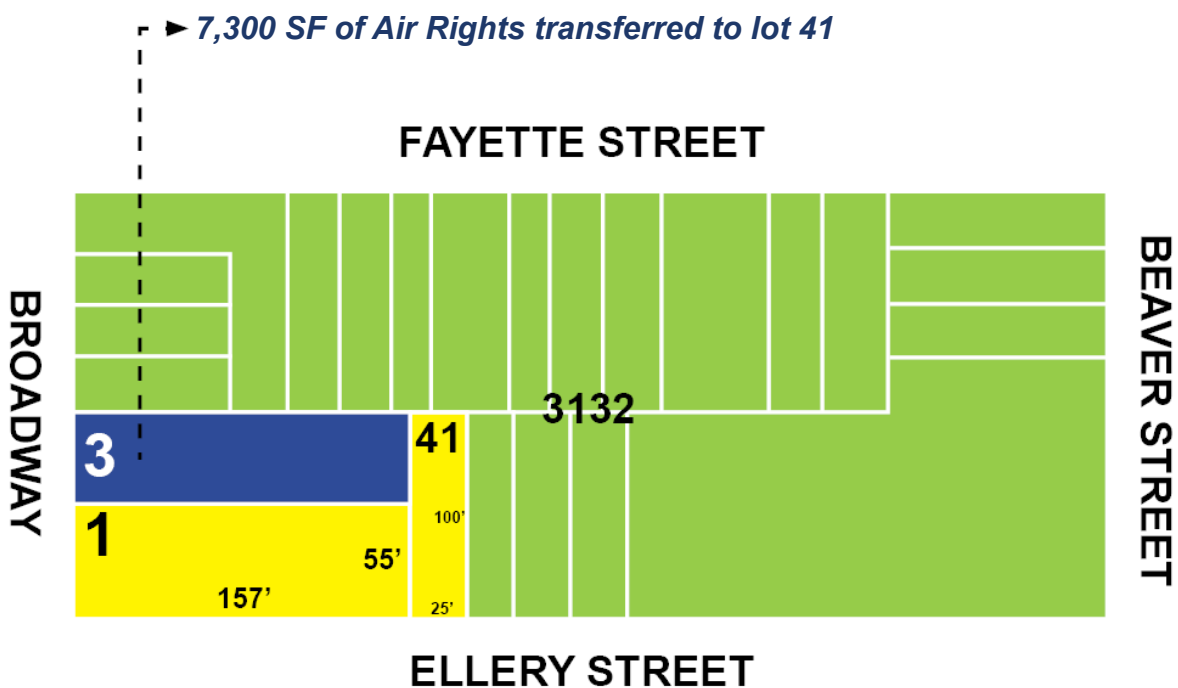 7,300 SF of Air Rights transferred to lot 41
FAYETTE STREET
BROADWAY
BEAVER STREET
3132
3
41
1
100’
55’
157’
25’
ELLERY STREET